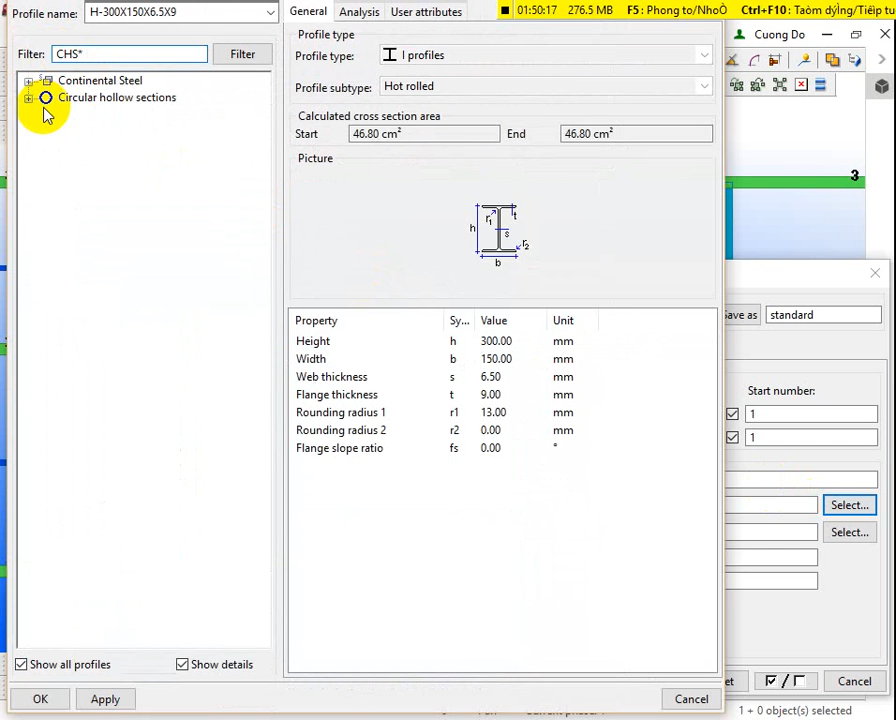 01:50:17 276.5 MB F5: Phong to/NhoÒ Ctrl+F10: Taòm dýÌng/Tiêìp tu
Profile name: H-300X150X6.5X9
General Analysis User attributes
Cuong Do
Filter: CHS* Filter
Continental Steel
Circular hollow sections
Profile type
Profile type: I profiles
Profile subtype: Hot rolled
Calculated cross section area
Start 46.80 cm² End 46.80 cm²
Picture
h r1 t s r2 b
3
Property Sy... Value Unit
Height h 300.00 mm
Width b 150.00 mm
Web thickness s 6.50 mm
Flange thickness t 9.00 mm
Rounding radius 1 r1 13.00 mm
Rounding radius 2 r2 0.00 mm
Flange slope ratio fs 0.00 °
Save as standard
Start number:
1
1
Select...
Select...
Show all profiles Show details
OK Apply Cancel
et / Cancel
1 + 0 object(s) selected